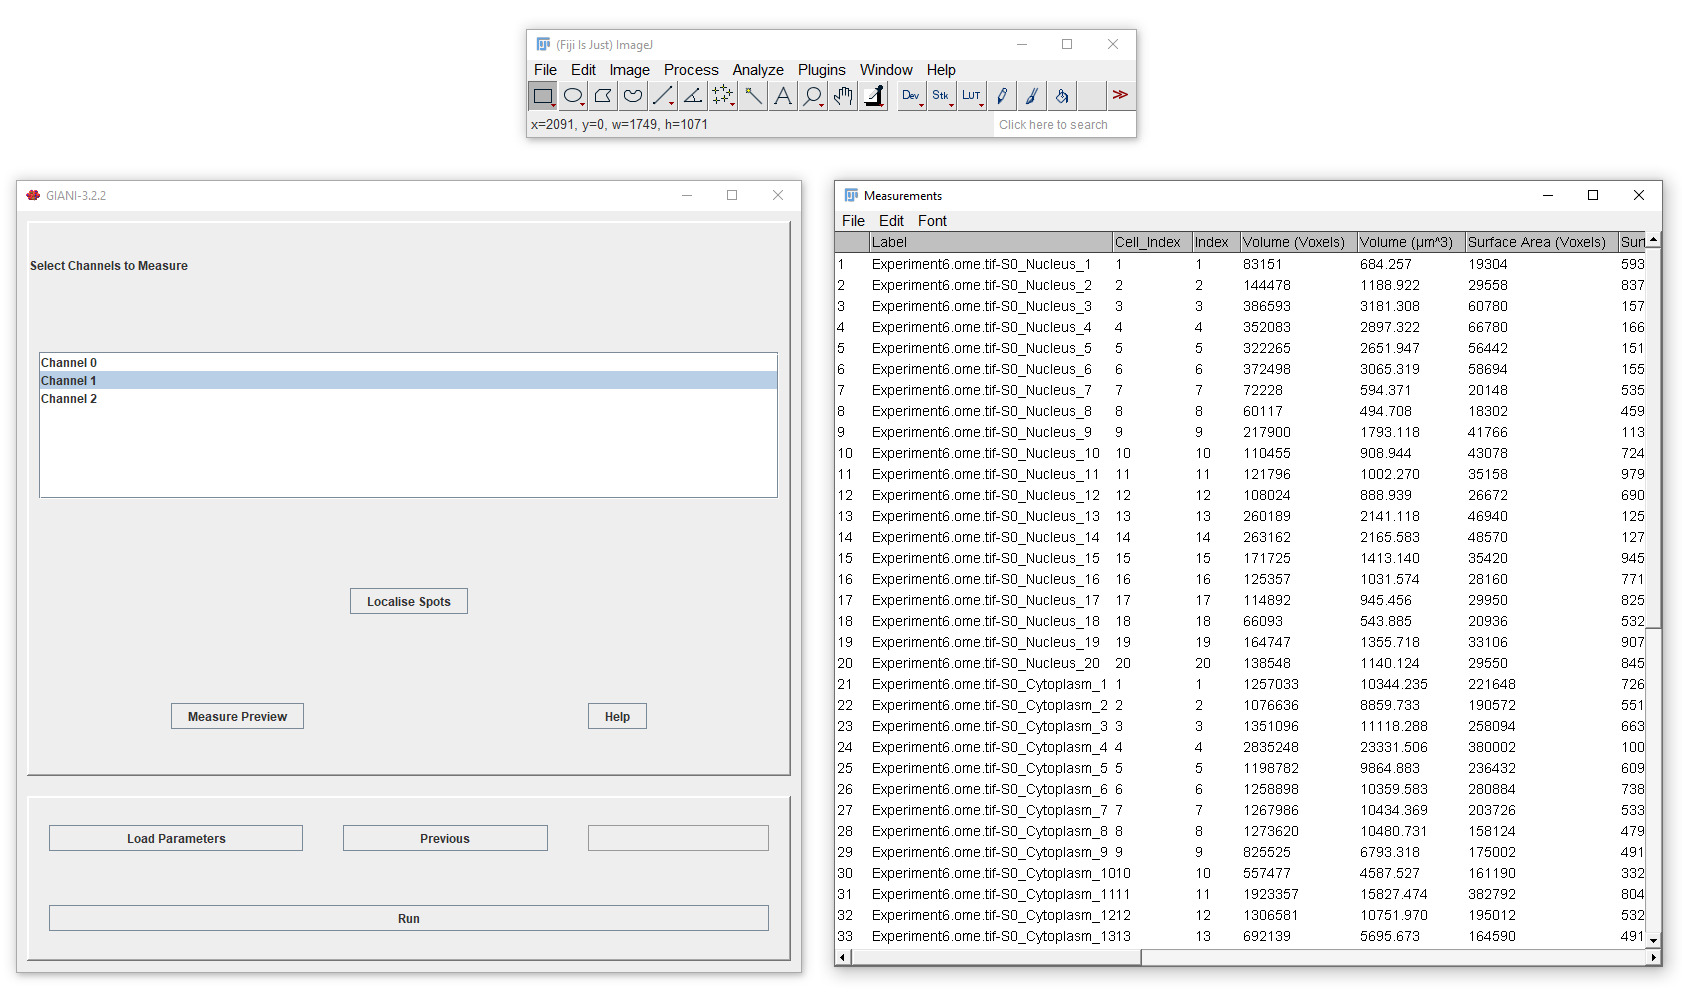 (Fiji Is Just) ImageJ
File Edit Image Process Analyze Plugins Window Help
Dev Stk LUT
x=2091, y=0, w=1749, h=1071 Click here to search
GIANI-3.2.2
Select Channels to Measure
Channel 0
Channel 1
Channel 2
Localise Spots
Measure Preview Help
Load Parameters Previous
Run
Measurements
File Edit Font
Label Cell_Index Index Volume (Voxels) Volume (µm^3) Surface Area (Voxels) Sur
1 Experiment6.ome.tif-S0_Nucleus_1 1 1 83151 684.257 19304 593
2 Experiment6.ome.tif-S0_Nucleus_2 2 2 144478 1188.922 29558 837
3 Experiment6.ome.tif-S0_Nucleus_3 3 3 386593 3181.308 60780 157
4 Experiment6.ome.tif-S0_Nucleus_4 4 4 352083 2897.322 66780 166
5 Experiment6.ome.tif-S0_Nucleus_5 5 5 322265 2651.947 56442 151
6 Experiment6.ome.tif-S0_Nucleus_6 6 6 372498 3065.319 58694 155
7 Experiment6.ome.tif-S0_Nucleus_7 7 7 72228 594.371 20148 535
8 Experiment6.ome.tif-S0_Nucleus_8 8 8 60117 494.708 18302 459
9 Experiment6.ome.tif-S0_Nucleus_9 9 9 217900 1793.118 41766 113
10 Experiment6.ome.tif-S0_Nucleus_10 10 10 110455 908.944 43078 724
11 Experiment6.ome.tif-S0_Nucleus_11 11 11 121796 1002.270 35158 979
12 Experiment6.ome.tif-S0_Nucleus_12 12 12 108024 888.939 26672 690
13 Experiment6.ome.tif-S0_Nucleus_13 13 13 260189 2141.118 46940 125
14 Experiment6.ome.tif-S0_Nucleus_14 14 14 263162 2165.583 48570 127
15 Experiment6.ome.tif-S0_Nucleus_15 15 15 171725 1413.140 35420 945
16 Experiment6.ome.tif-S0_Nucleus_16 16 16 125357 1031.574 28160 771
17 Experiment6.ome.tif-S0_Nucleus_17 17 17 114892 945.456 29950 825
18 Experiment6.ome.tif-S0_Nucleus_18 18 18 66093 543.885 20936 532
19 Experiment6.ome.tif-S0_Nucleus_19 19 19 164747 1355.718 33106 907
20 Experiment6.ome.tif-S0_Nucleus_20 20 20 138548 1140.124 29550 845
21 Experiment6.ome.tif-S0_Cytoplasm_1 1 1 1257033 10344.235 221648 726
22 Experiment6.ome.tif-S0_Cytoplasm_2 2 2 1076636 8859.733 190572 551
23 Experiment6.ome.tif-S0_Cytoplasm_3 3 3 1351096 11118.288 258094 663
24 Experiment6.ome.tif-S0_Cytoplasm_4 4 4 2835248 23331.506 380002 100
25 Experiment6.ome.tif-S0_Cytoplasm_5 5 5 1198782 9864.883 236432 609
26 Experiment6.ome.tif-S0_Cytoplasm_6 6 6 1258898 10359.583 280884 738
27 Experiment6.ome.tif-S0_Cytoplasm_7 7 7 1267986 10434.369 203726 533
28 Experiment6.ome.tif-S0_Cytoplasm_8 8 8 1273620 10480.731 158124 479
29 Experiment6.ome.tif-S0_Cytoplasm_9 9 9 825525 6793.318 175002 491
30 Experiment6.ome.tif-S0_Cytoplasm_10 10 10 557477 4587.527 161190 332
31 Experiment6.ome.tif-S0_Cytoplasm_11 11 11 1923357 15827.474 382792 804
32 Experiment6.ome.tif-S0_Cytoplasm_12 12 12 1306581 10751.970 195012 532
33 Experiment6.ome.tif-S0_Cytoplasm_13 13 13 692139 5695.673 164590 491